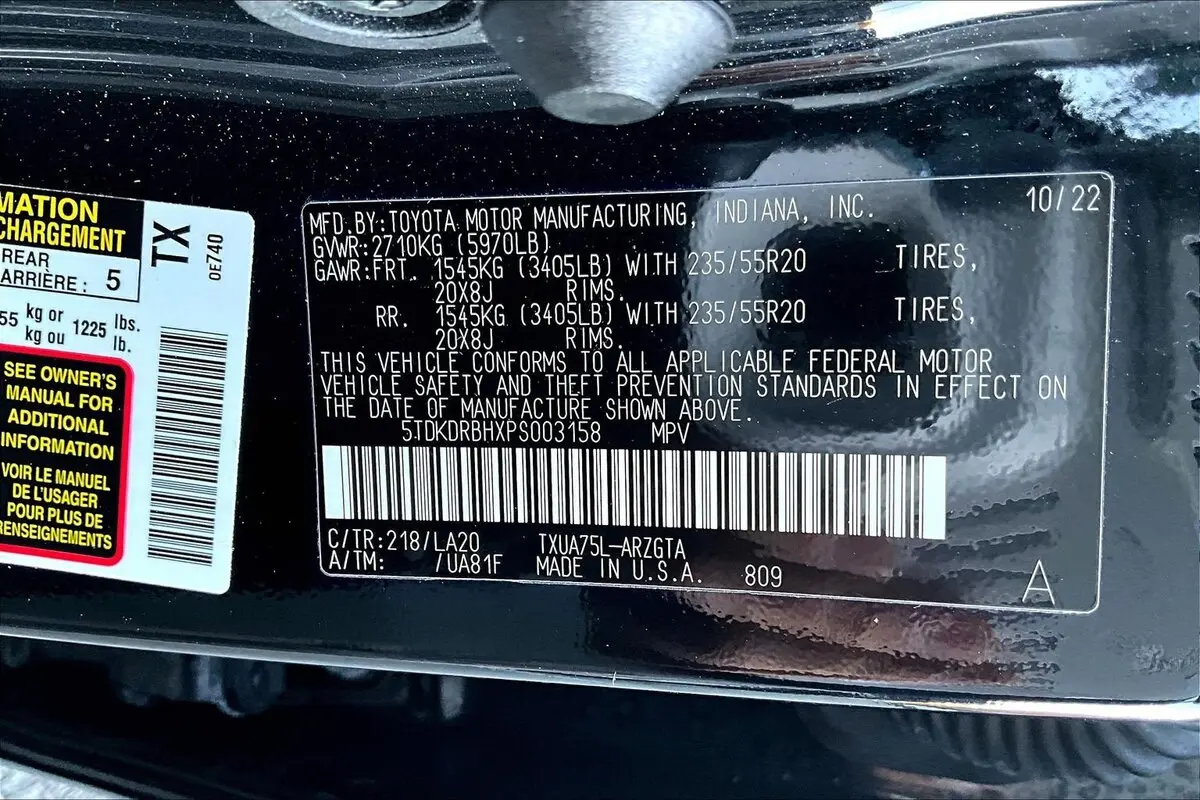 MATION
CHARGEMENT
REAR
ARRIÈRE : 5
55 kg or 1225 lbs.
kg ou lb.
SEE OWNER'S
MANUAL FOR
ADDITIONAL
INFORMATION
VOIR LE MANUEL
DE L'USAGER
POUR PLUS DE
RENSEIGNEMENTS
TX
0E740
10/22
MFD.BY:TOYOTA MOTOR MANUFACTURING, INDIANA, INC.
GVWR:2710KG (5970LB)
GAWR:FRT. 1545KG (3405LB) WITH 235/55R20 TIRES,
20X8J RIMS.
RR. 1545KG (3405LB) WITH 235/55R20 TIRES,
20X8J RIMS.
THIS VEHICLE CONFORMS TO ALL APPLICABLE FEDERAL MOTOR
VEHICLE SAFETY AND THEFT PREVENTION STANDARDS IN EFFECT ON
THE DATE OF MANUFACTURE SHOWN ABOVE.
5TDKDRBHXPS003158 MPV
C/TR:218/LA20 TXUA75L-ARZGTA
A/TM: /UA81F MADE IN U.S.A. 809
A